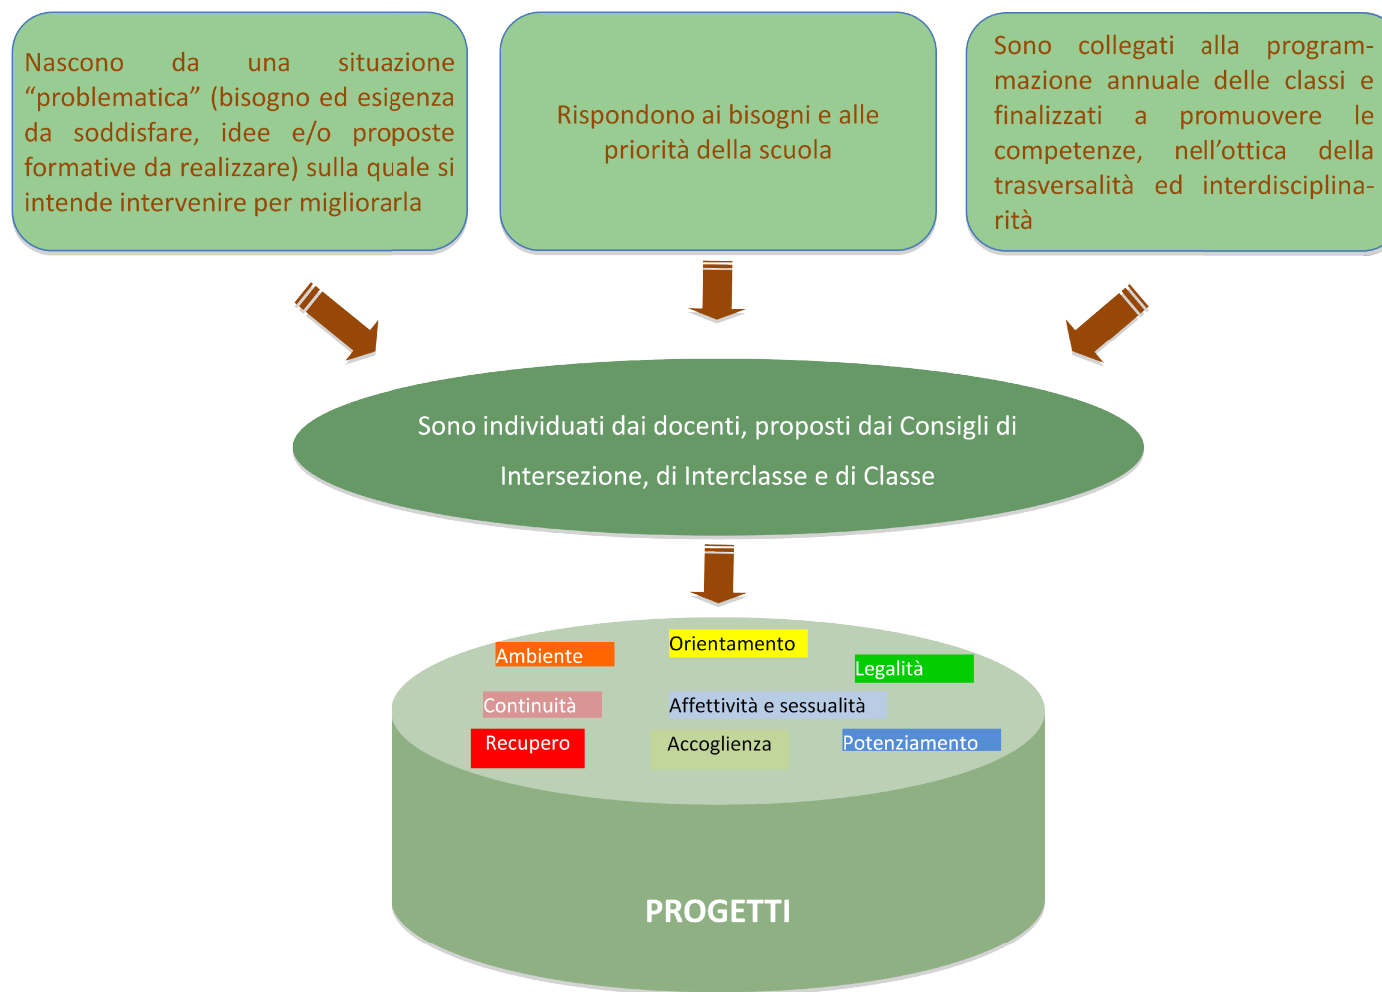 Nascono da una situazione
“problematica” (bisogno ed esigenza
da soddisfare, idee e/o proposte
formative da realizzare) sulla quale si
intende intervenire per migliorarla
Rispondono ai bisogni e alle
priorità della scuola
Sono collegati alla program-
mazione annuale delle classi e
finalizzati a promuovere le
competenze, nell’ottica della
trasversalità ed interdisciplina-
rità
Sono individuati dai docenti, proposti dai Consigli di
Intersezione, di Interclasse e di Classe
Ambiente
Orientamento
Legalità
Continuità
Affettività e sessualità
Recupero
Accoglienza
Potenziamento
PROGETTI